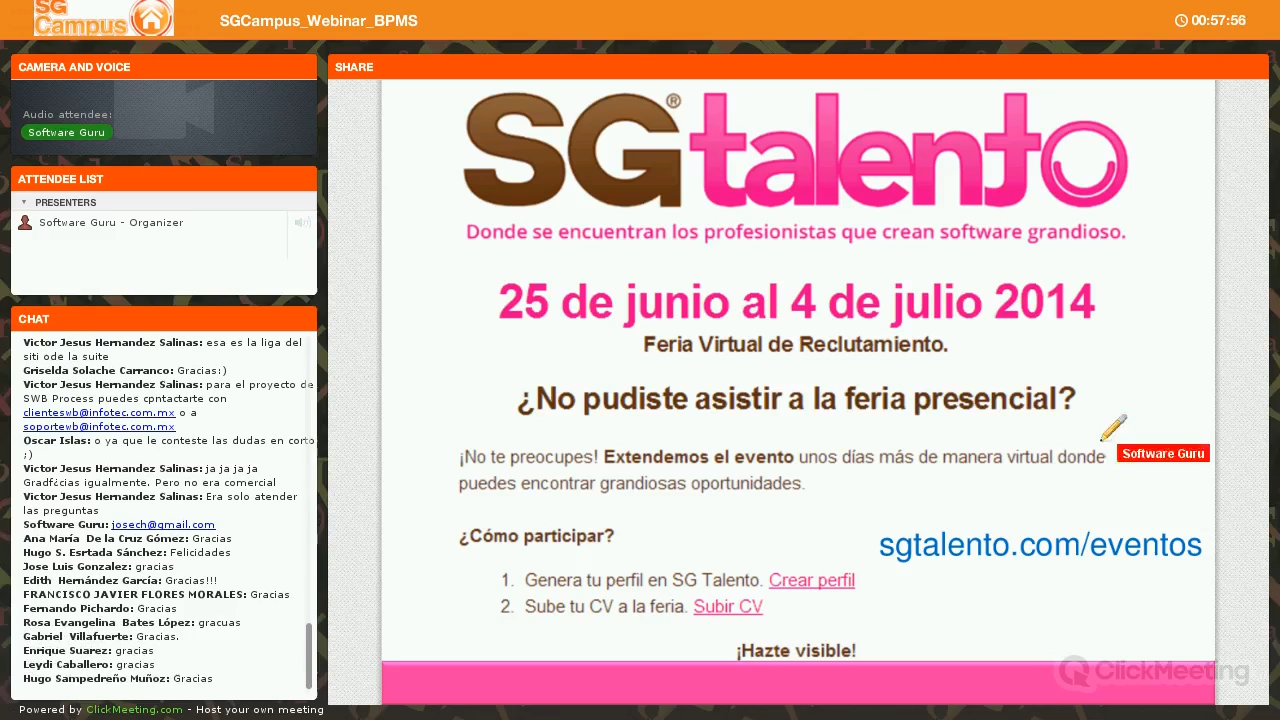 SG
Campus
SGCampus_Webinar_BPMS
00:57:56
CAMERA AND VOICE
Audio attendee:
Software Guru
ATTENDEE LIST
PRESENTERS
Software Guru - Organizer
CHAT
Victor Jesus Hernandez Salinas: esa es la liga del
siti ode la suite
Griselda Solache Carranco: Gracias:)
Victor Jesus Hernandez Salinas: para el proyecto de
SWB Process puedes cpntactarte con
clienteswb@infotec.com.mx o a
soportewb@infotec.com.mx
Oscar Islas: o ya que le conteste las dudas en corto
;)
Victor Jesus Hernandez Salinas: ja ja ja ja
Gradf¿cias igualmente. Pero no era comercial
Victor Jesus Hernandez Salinas: Era solo atender
las preguntas
Software Guru: josech@gmail.com
Ana María De la Cruz Gómez: Gracias
Hugo S. Esrtada Sánchez: Felicidades
Jose Luis Gonzalez: gracias
Edith Hernández García: Gracias!!!
FRANCISCO JAVIER FLORES MORALES: Gracias
Fernando Pichardo: Gracias
Rosa Evangelina Bates López: gracuas
Gabriel Villafuerte: Gracias.
Enrique Suarez: gracias
Leydi Caballero: gracias
Hugo Sampedreño Muñoz: Gracias
Powered by ClickMeeting.com - Host your own meeting
SHARE
SG® talento
Donde se encuentran los profesionistas que crean software grandioso.
25 de junio al 4 de julio 2014
Feria Virtual de Reclutamiento.
¿No pudiste asistir a la feria presencial?
Software Guru
¡No te preocupes! Extendemos el evento unos días más de manera virtual donde
puedes encontrar grandiosas oportunidades.
¿Cómo participar?
sgtalento.com/eventos
1. Genera tu perfil en SG Talento. Crear perfil
2. Sube tu CV a la feria. Subir CV
¡Hazte visible!
ClickMeeting